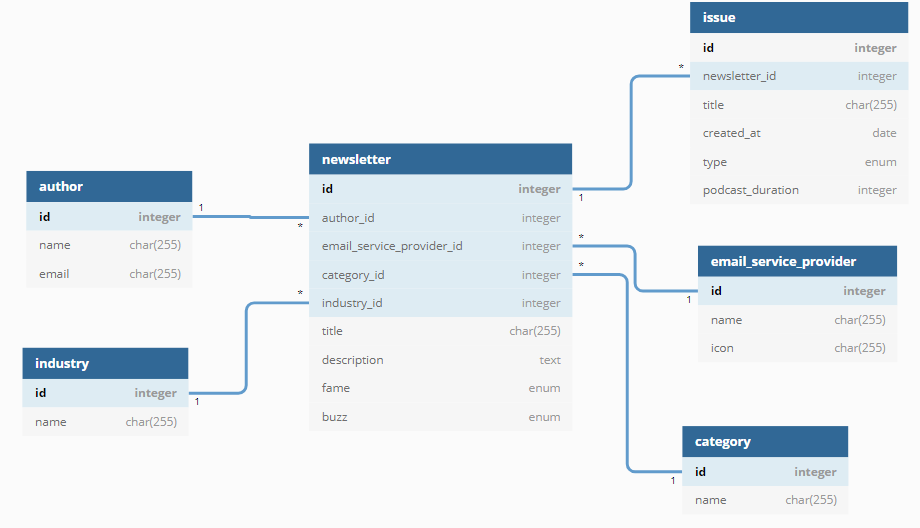 issue
id integer
newsletter_id integer
title char(255)
created_at date
type enum
podcast_duration integer
*
newsletter
id integer
author_id integer
email_service_provider_id integer
category_id integer
industry_id integer
title char(255)
description text
fame enum
buzz enum
1
*
*
*
*
author
id integer
name char(255)
email char(255)
1
industry
id integer
name char(255)
1
email_service_provider
id integer
name char(255)
icon char(255)
1
category
id integer
name char(255)
1